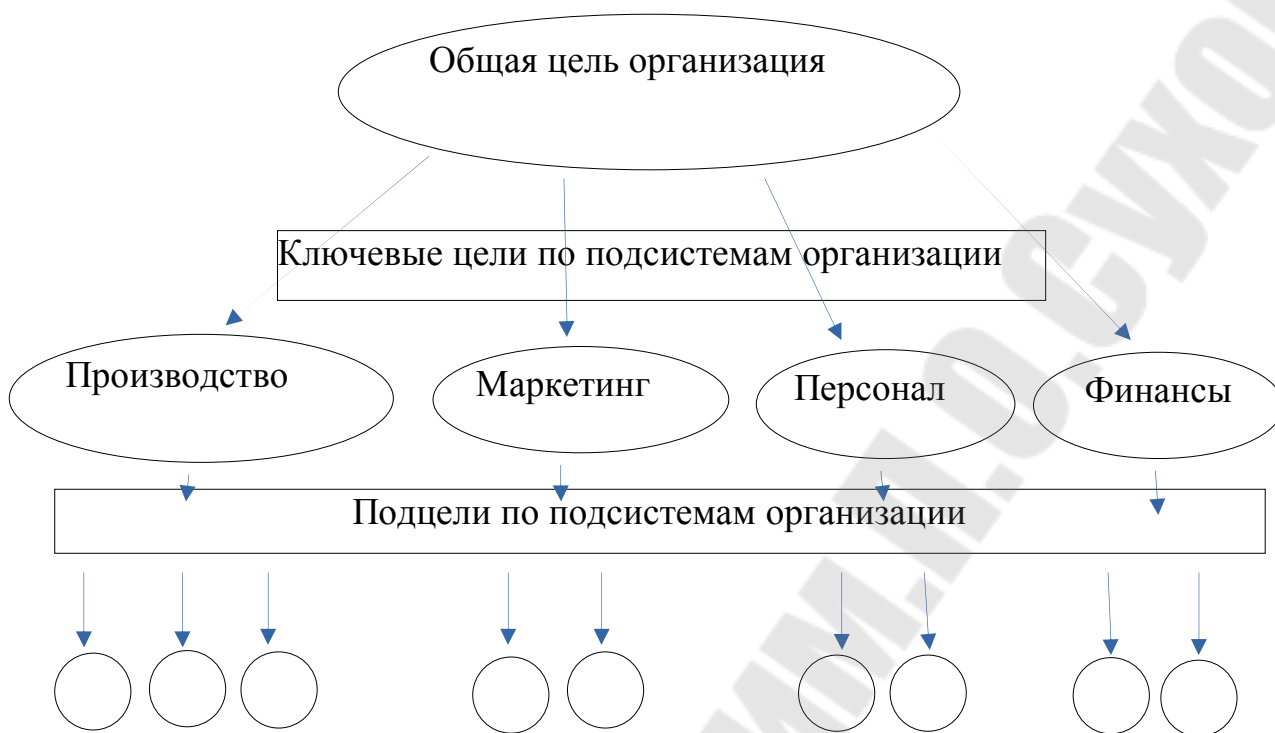 Общая цель организация
Ключевые цели по подсистемам организации
Производство
Маркетинг
Персонал
Финансы
Подцели по подсистемам организации